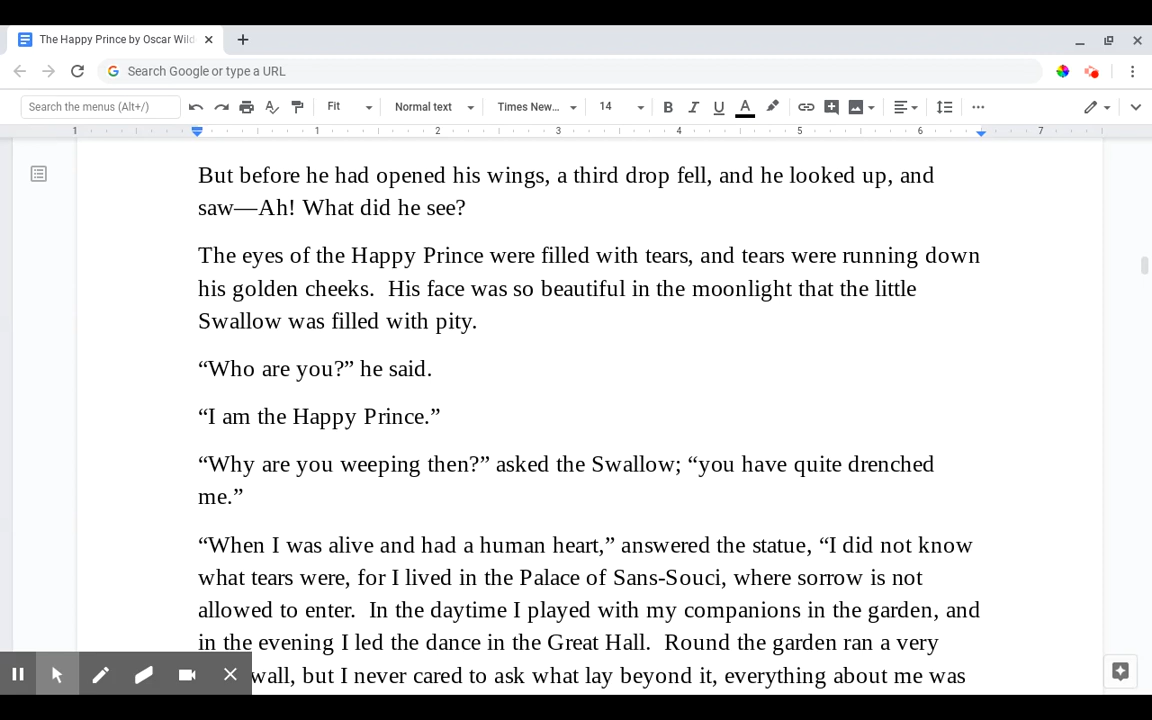 The Happy Prince by Oscar Wild
Search Google or type a URL
Search the menus (Alt+/) Fit Normal text Times New... 14 B I U A
1 1 2 3 4 5 6 7
But before he had opened his wings, a third drop fell, and he looked up, and
saw—Ah! What did he see?
The eyes of the Happy Prince were filled with tears, and tears were running down
his golden cheeks.  His face was so beautiful in the moonlight that the little
Swallow was filled with pity.
“Who are you?” he said.
“I am the Happy Prince.”
“Why are you weeping then?” asked the Swallow; “you have quite drenched
me.”
“When I was alive and had a human heart,” answered the statue, “I did not know
what tears were, for I lived in the Palace of Sans-Souci, where sorrow is not
allowed to enter.  In the daytime I played with my companions in the garden, and
in the evening I led the dance in the Great Hall.  Round the garden ran a very
wall, but I never cared to ask what lay beyond it, everything about me was